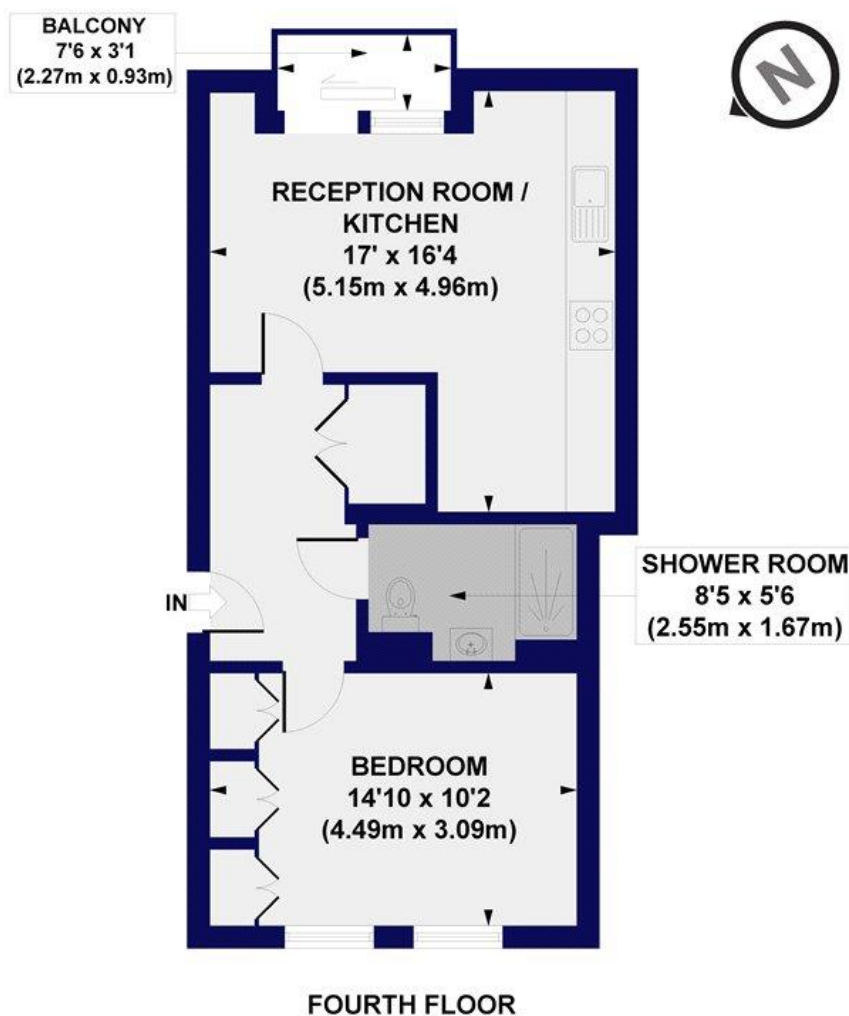 BALCONY
7'6 x 3'1
(2.27m x 0.93m)
N
RECEPTION ROOM /
KITCHEN
17' x 16'4
(5.15m x 4.96m)
IN
SHOWER ROOM
8'5 x 5'6
(2.55m x 1.67m)
BEDROOM
14'10 x 10'2
(4.49m x 3.09m)
FOURTH FLOOR